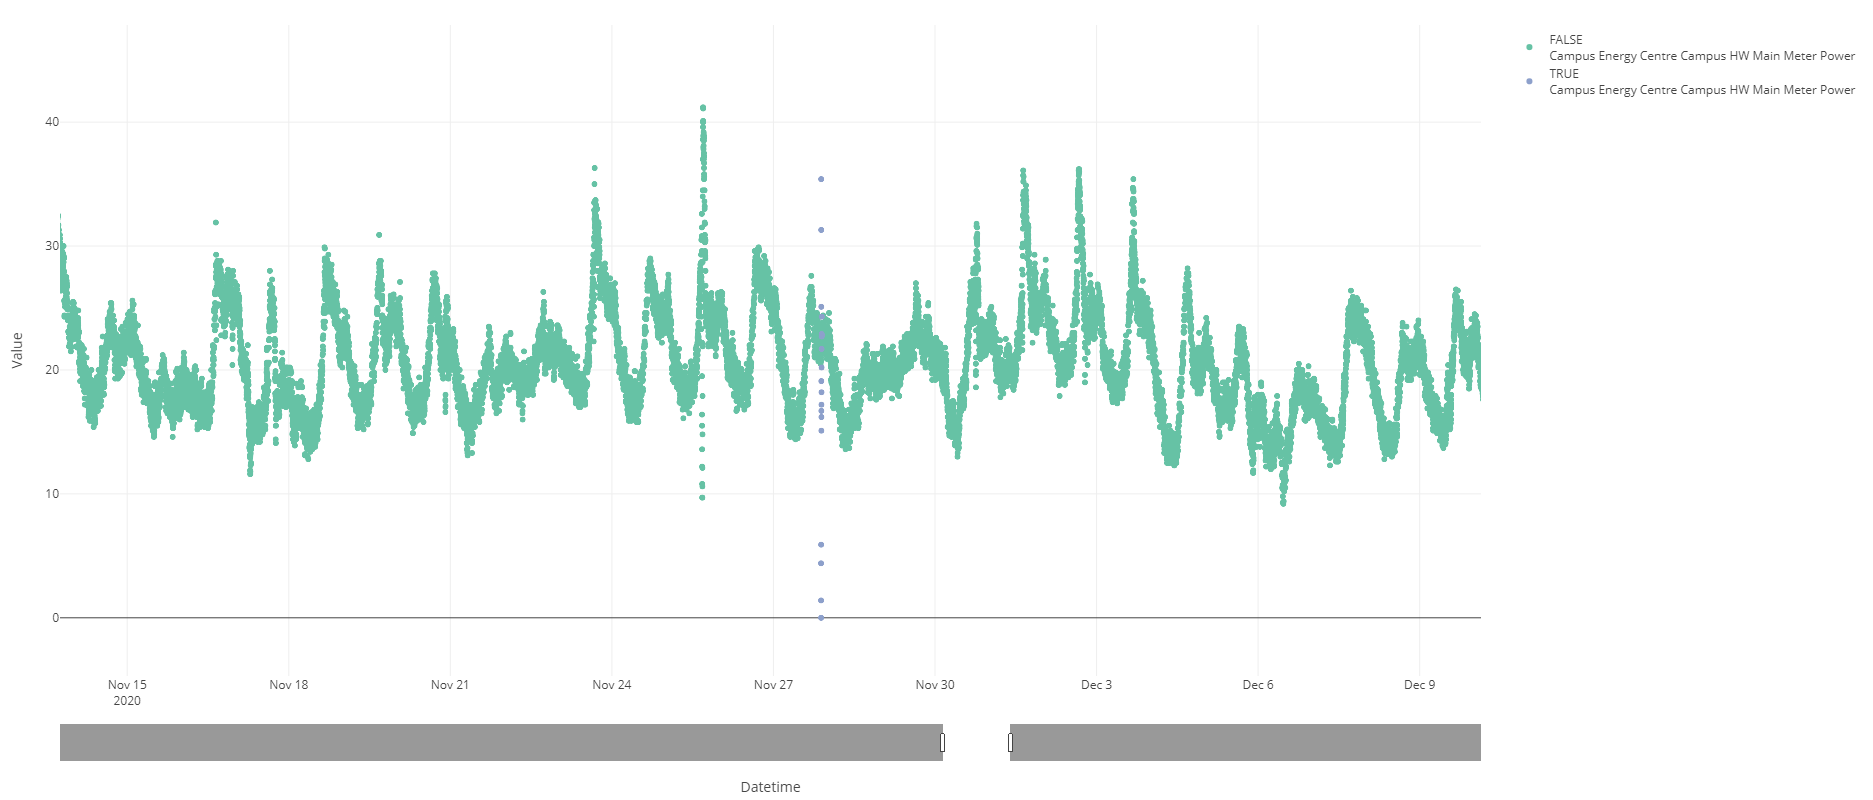 FALSE
Campus Energy Centre Campus HW Main Meter Power
TRUE
Campus Energy Centre Campus HW Main Meter Power
40
30
20
10
0
Value
Nov 15 Nov 18 Nov 21 Nov 24 Nov 27 Nov 30 Dec 3 Dec 6 Dec 9
2020
Datetime